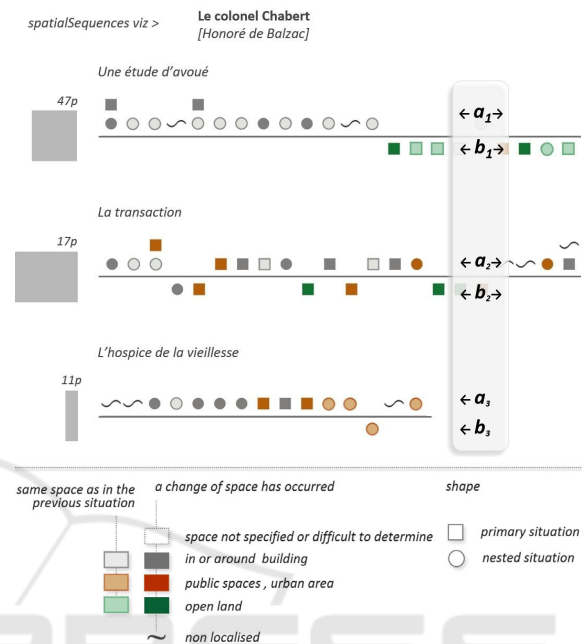 spatialSequences viz >
Le colonel Chabert
[Honoré de Balzac]
Une étude d'avoué
47p
← a1→
← b1→
La transaction
17p
← a2→
← b2→
L'hospice de la vieillesse
11p
← a3
← b3
same space as in the
previous situation
a change of space has occurred
shape
space not specified or difficult to determine
in or around building
public spaces , urban area
open land
non localised
primary situation
nested situation